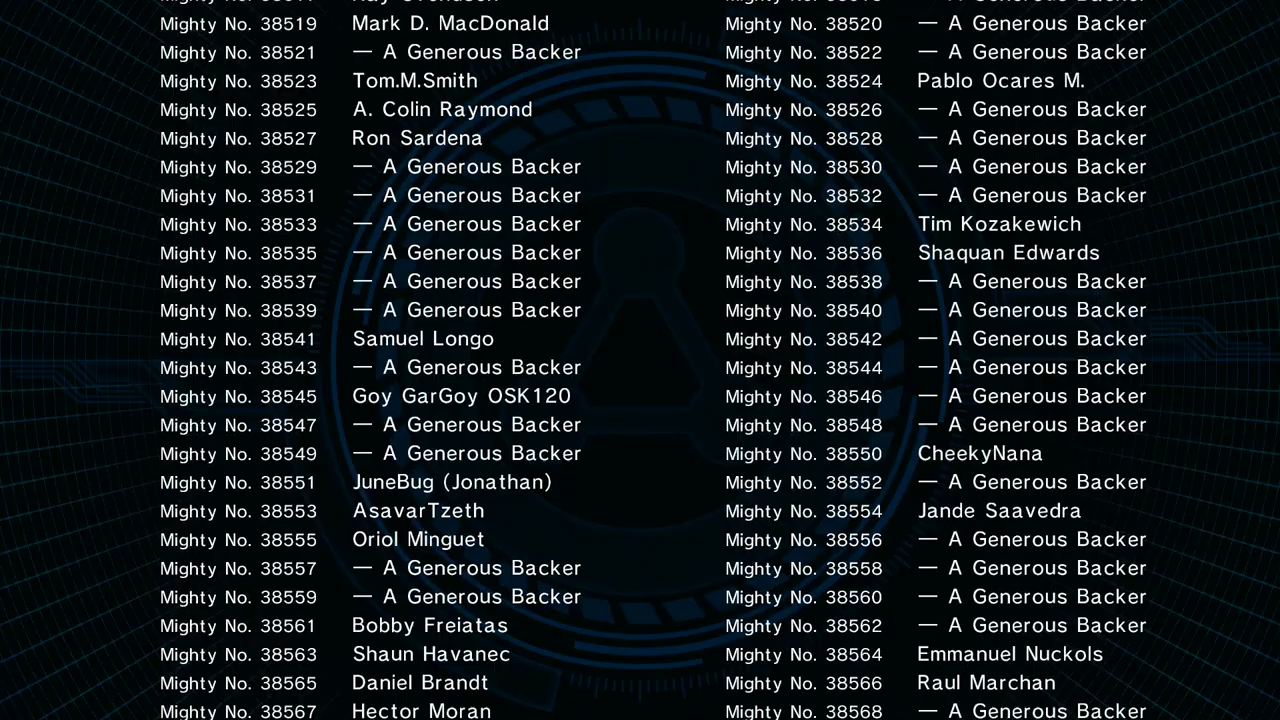 Mighty No. 38519 Mark D. MacDonald Mighty No. 38520 — A Generous Backer
Mighty No. 38521 — A Generous Backer Mighty No. 38522 — A Generous Backer
Mighty No. 38523 Tom.M.Smith Mighty No. 38524 Pablo Ocares M.
Mighty No. 38525 A. Colin Raymond Mighty No. 38526 — A Generous Backer
Mighty No. 38527 Ron Sardena Mighty No. 38528 — A Generous Backer
Mighty No. 38529 — A Generous Backer Mighty No. 38530 — A Generous Backer
Mighty No. 38531 — A Generous Backer Mighty No. 38532 — A Generous Backer
Mighty No. 38533 — A Generous Backer Mighty No. 38534 Tim Kozakewich
Mighty No. 38535 — A Generous Backer Mighty No. 38536 Shaquan Edwards
Mighty No. 38537 — A Generous Backer Mighty No. 38538 — A Generous Backer
Mighty No. 38539 — A Generous Backer Mighty No. 38540 — A Generous Backer
Mighty No. 38541 Samuel Longo Mighty No. 38542 — A Generous Backer
Mighty No. 38543 — A Generous Backer Mighty No. 38544 — A Generous Backer
Mighty No. 38545 Goy GarGoy OSK120 Mighty No. 38546 — A Generous Backer
Mighty No. 38547 — A Generous Backer Mighty No. 38548 — A Generous Backer
Mighty No. 38549 — A Generous Backer Mighty No. 38550 CheekyNana
Mighty No. 38551 JuneBug (Jonathan) Mighty No. 38552 — A Generous Backer
Mighty No. 38553 AsavarTzeth Mighty No. 38554 Jande Saavedra
Mighty No. 38555 Oriol Minguet Mighty No. 38556 — A Generous Backer
Mighty No. 38557 — A Generous Backer Mighty No. 38558 — A Generous Backer
Mighty No. 38559 — A Generous Backer Mighty No. 38560 — A Generous Backer
Mighty No. 38561 Bobby Freiatas Mighty No. 38562 — A Generous Backer
Mighty No. 38563 Shaun Havanec Mighty No. 38564 Emmanuel Nuckols
Mighty No. 38565 Daniel Brandt Mighty No. 38566 Raul Marchan
Mighty No. 38567 Hector Moran Mighty No. 38568 — A Generous Backer